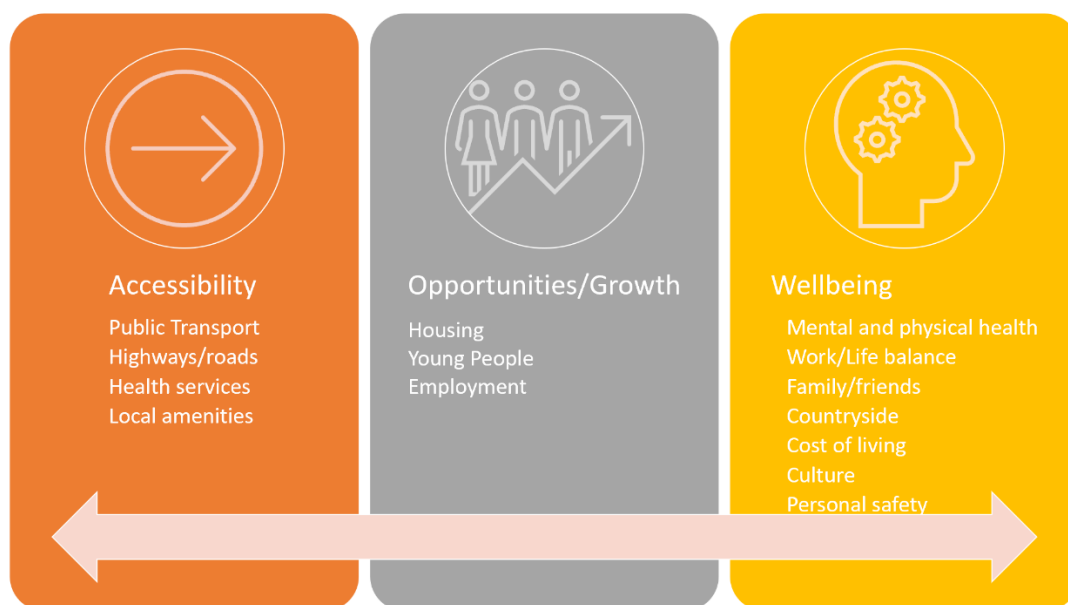 Accessibility
Public Transport
Highways/roads
Health services
Local amenities
Opportunities/Growth
Housing
Young People
Employment
Wellbeing
Mental and physical health
Work/Life balance
Family/friends
Countryside
Cost of living
Culture
Personal safety